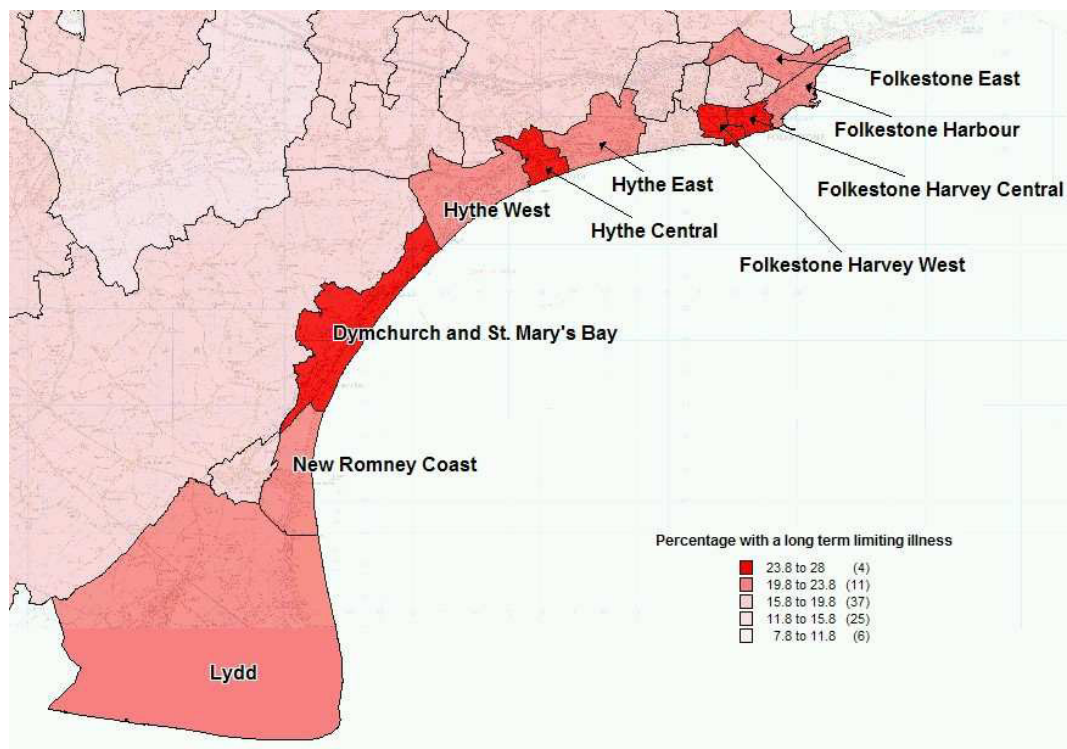 Folkestone East
Folkestone Harbour
Folkestone Harvey Central
Hythe East
Hythe West
Hythe Central
Folkestone Harvey West
Dymchurch and St. Mary's Bay
New Romney Coast
Percentage with a long term limiting illness
23.8 to 28 (4)
19.8 to 23.8 (11)
15.8 to 19.8 (37)
11.8 to 15.8 (25)
7.8 to 11.8 (6)
Lydd